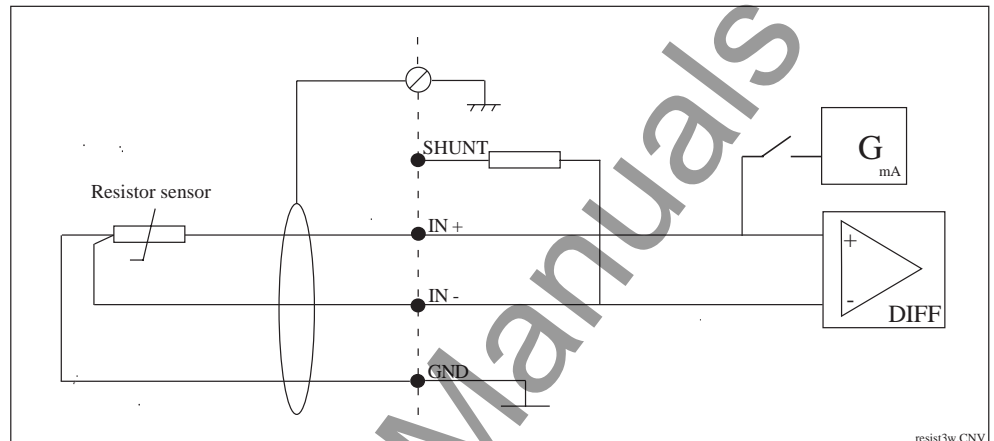 SHUNT
G
mA
Resistor sensor
IN +
+
IN -
-
DIFF
GND
Manuals
resist3w CNV